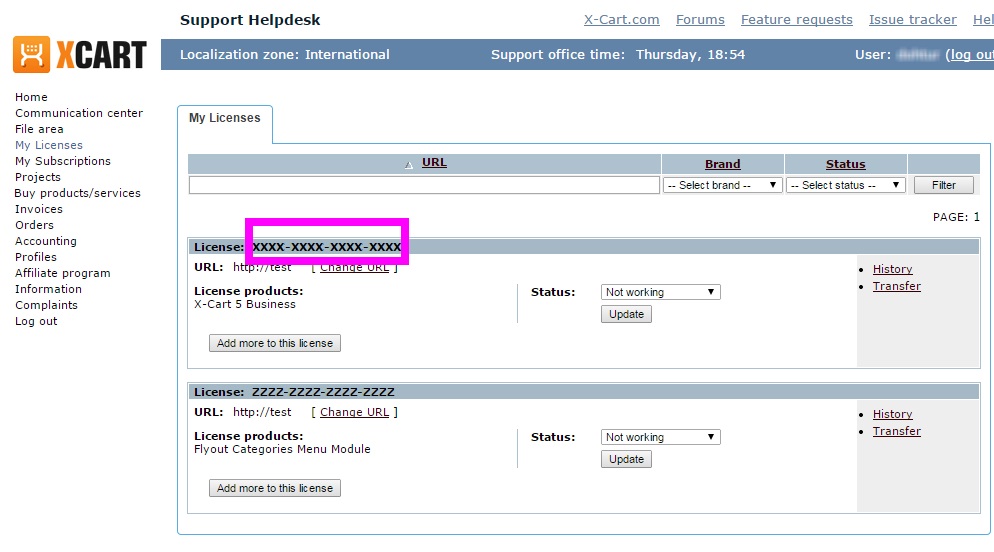 Support Helpdesk
X-Cart.com Forums Feature requests Issue tracker Hel
XCART
Localization zone: International Support office time: Thursday, 18:54 User: (log out
Home
Communication center
File area
My Licenses
My Subscriptions
Projects
Buy products/services
Invoices
Orders
Accounting
Profiles
Affiliate program
Information
Complaints
Log out
My Licenses
URL Brand Status
-- Select brand -- -- Select status -- Filter
PAGE: 1
License: XXXX-XXXX-XXXX-XXXX
URL: http://test [ Change URL ]
License products:
X-Cart 5 Business
Status: Not working
Update
Add more to this license
History
Transfer
License: ZZZZ-ZZZZ-ZZZZ-ZZZZ
URL: http://test [ Change URL ]
License products:
Flyout Categories Menu Module
Status: Not working
Update
Add more to this license
History
Transfer